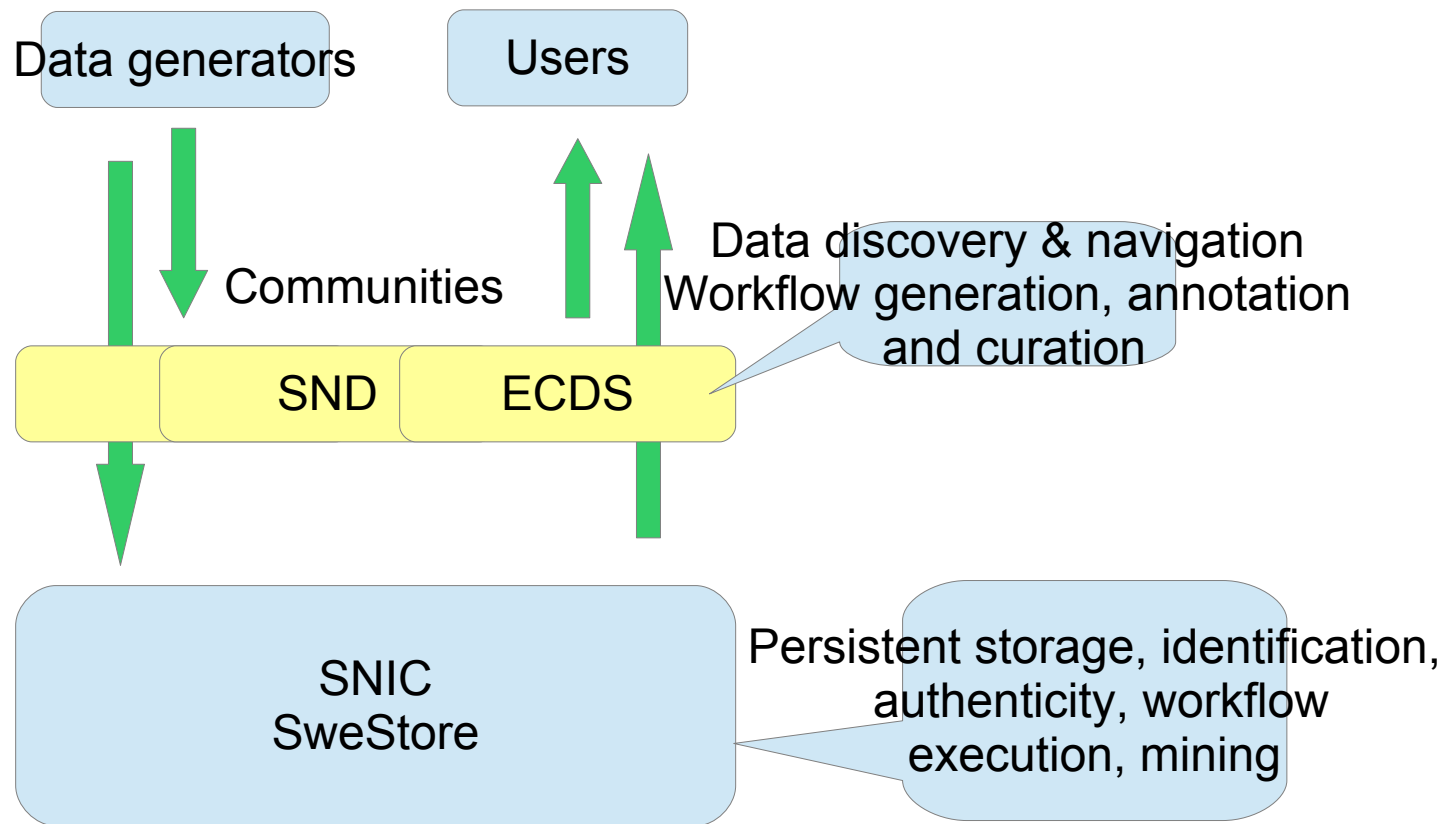 Data generators
Users
Communities
Data discovery & navigation
Workflow generation, annotation
and curation
SND
ECDS
SNIC
SweStore
Persistent storage, identification,
authenticity, workflow
execution, mining